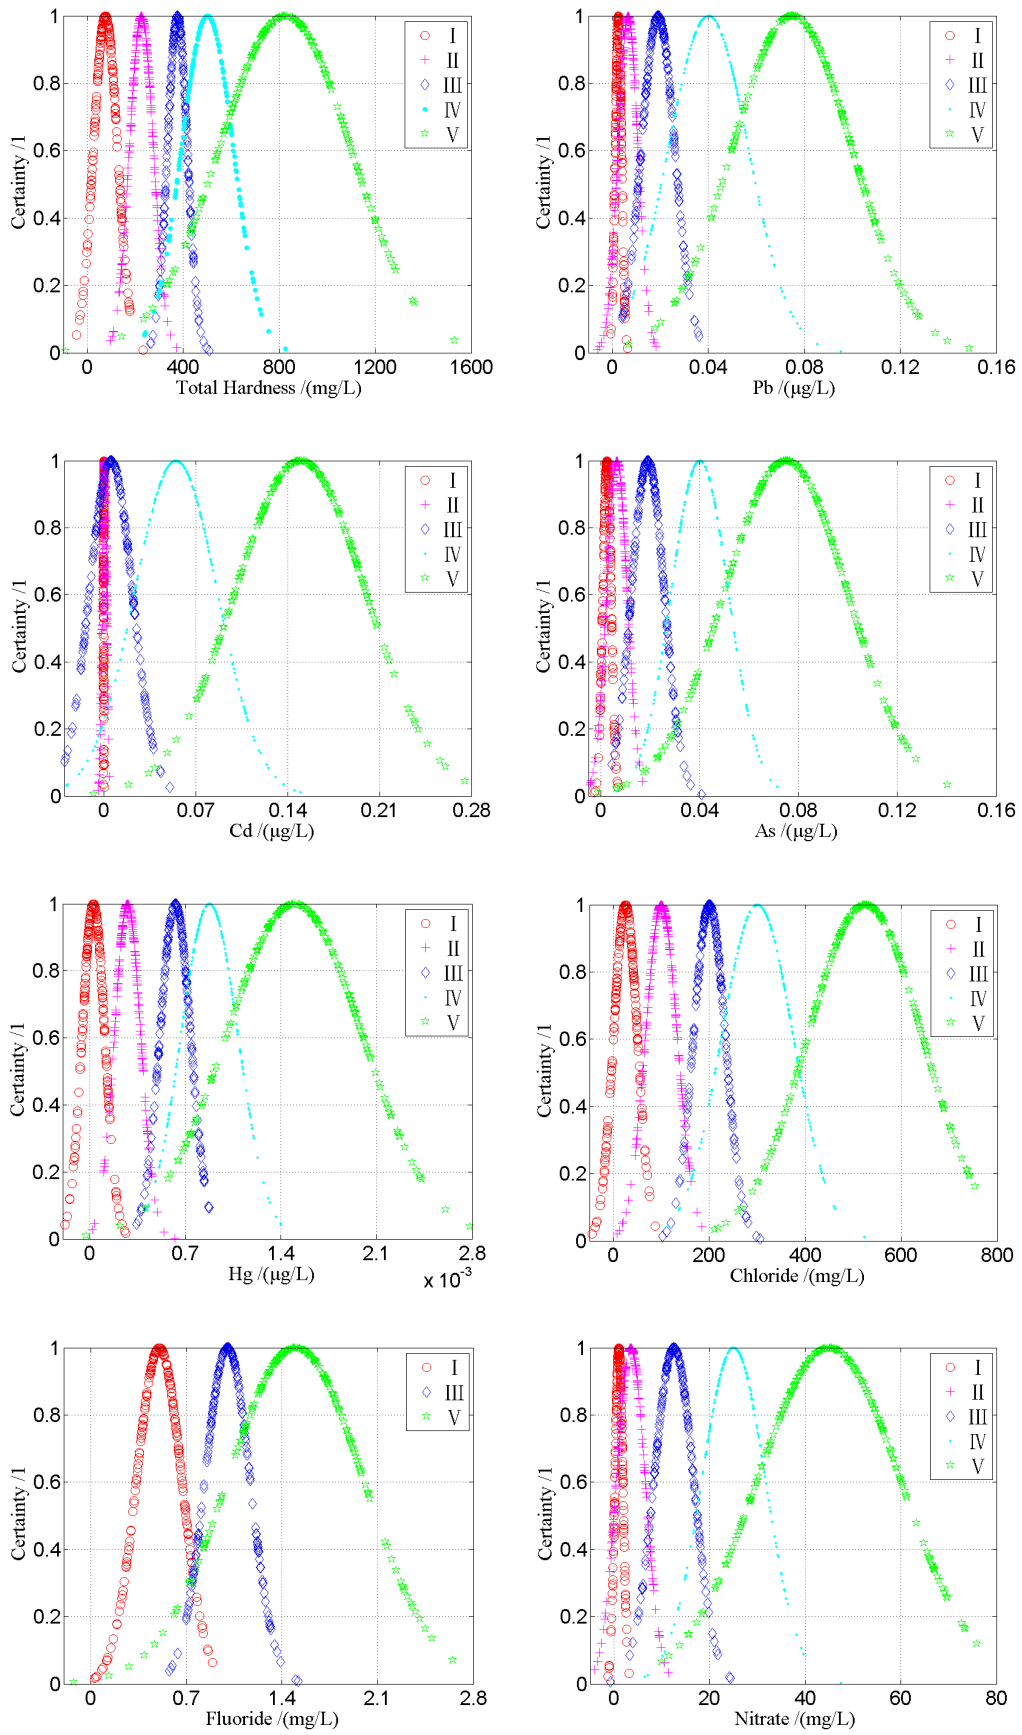 1
0.8
0.6
0.4
0.2
0
Certainty /1
0 400 800 1200 1600
Total Hardness /(mg/L)
I
II
III
IV
V
1
0.8
0.6
0.4
0.2
0
Certainty /1
0 0.04 0.08 0.12 0.16
Pb /(μg/L)
I
II
III
IV
V
1
0.8
0.6
0.4
0.2
0
Certainty /1
0 0.07 0.14 0.21 0.28
Cd /(μg/L)
I
II
III
IV
V
1
0.8
0.6
0.4
0.2
0
Certainty /1
0 0.04 0.08 0.12 0.16
As /(μg/L)
I
II
III
IV
V
1
0.8
0.6
0.4
0.2
0
Certainty /1
0 0.7 1.4 2.1 2.8
x 10-3
Hg /(μg/L)
I
II
III
IV
V
1
0.8
0.6
0.4
0.2
0
Certainty /1
0 200 400 600 800
Chloride /(mg/L)
I
II
III
IV
V
1
0.8
0.6
0.4
0.2
0
Certainty /1
0 0.7 1.4 2.1 2.8
Fluoride /(mg/L)
I
III
V
1
0.8
0.6
0.4
0.2
0
Certainty /1
0 20 40 60 80
Nitrate /(mg/L)
I
II
III
IV
V